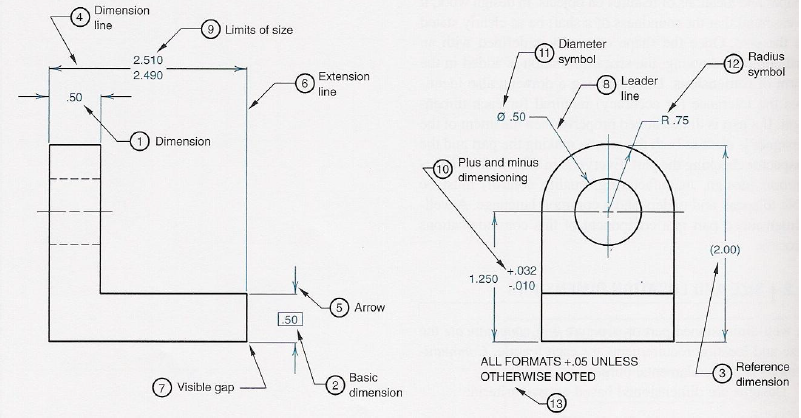 4 Dimension
line
9 Limits of size
2.510
2.490
.50
6 Extension
line
1 Dimension
5 Arrow
.50
7 Visible gap
2 Basic
dimension
11 Diameter
symbol
12 Radius
symbol
8 Leader
line
Ø .50
R .75
10 Plus and minus
dimensioning
(2.00)
1.250 +.032
-.010
ALL FORMATS +.05 UNLESS
OTHERWISE NOTED
3 Reference
dimension
13